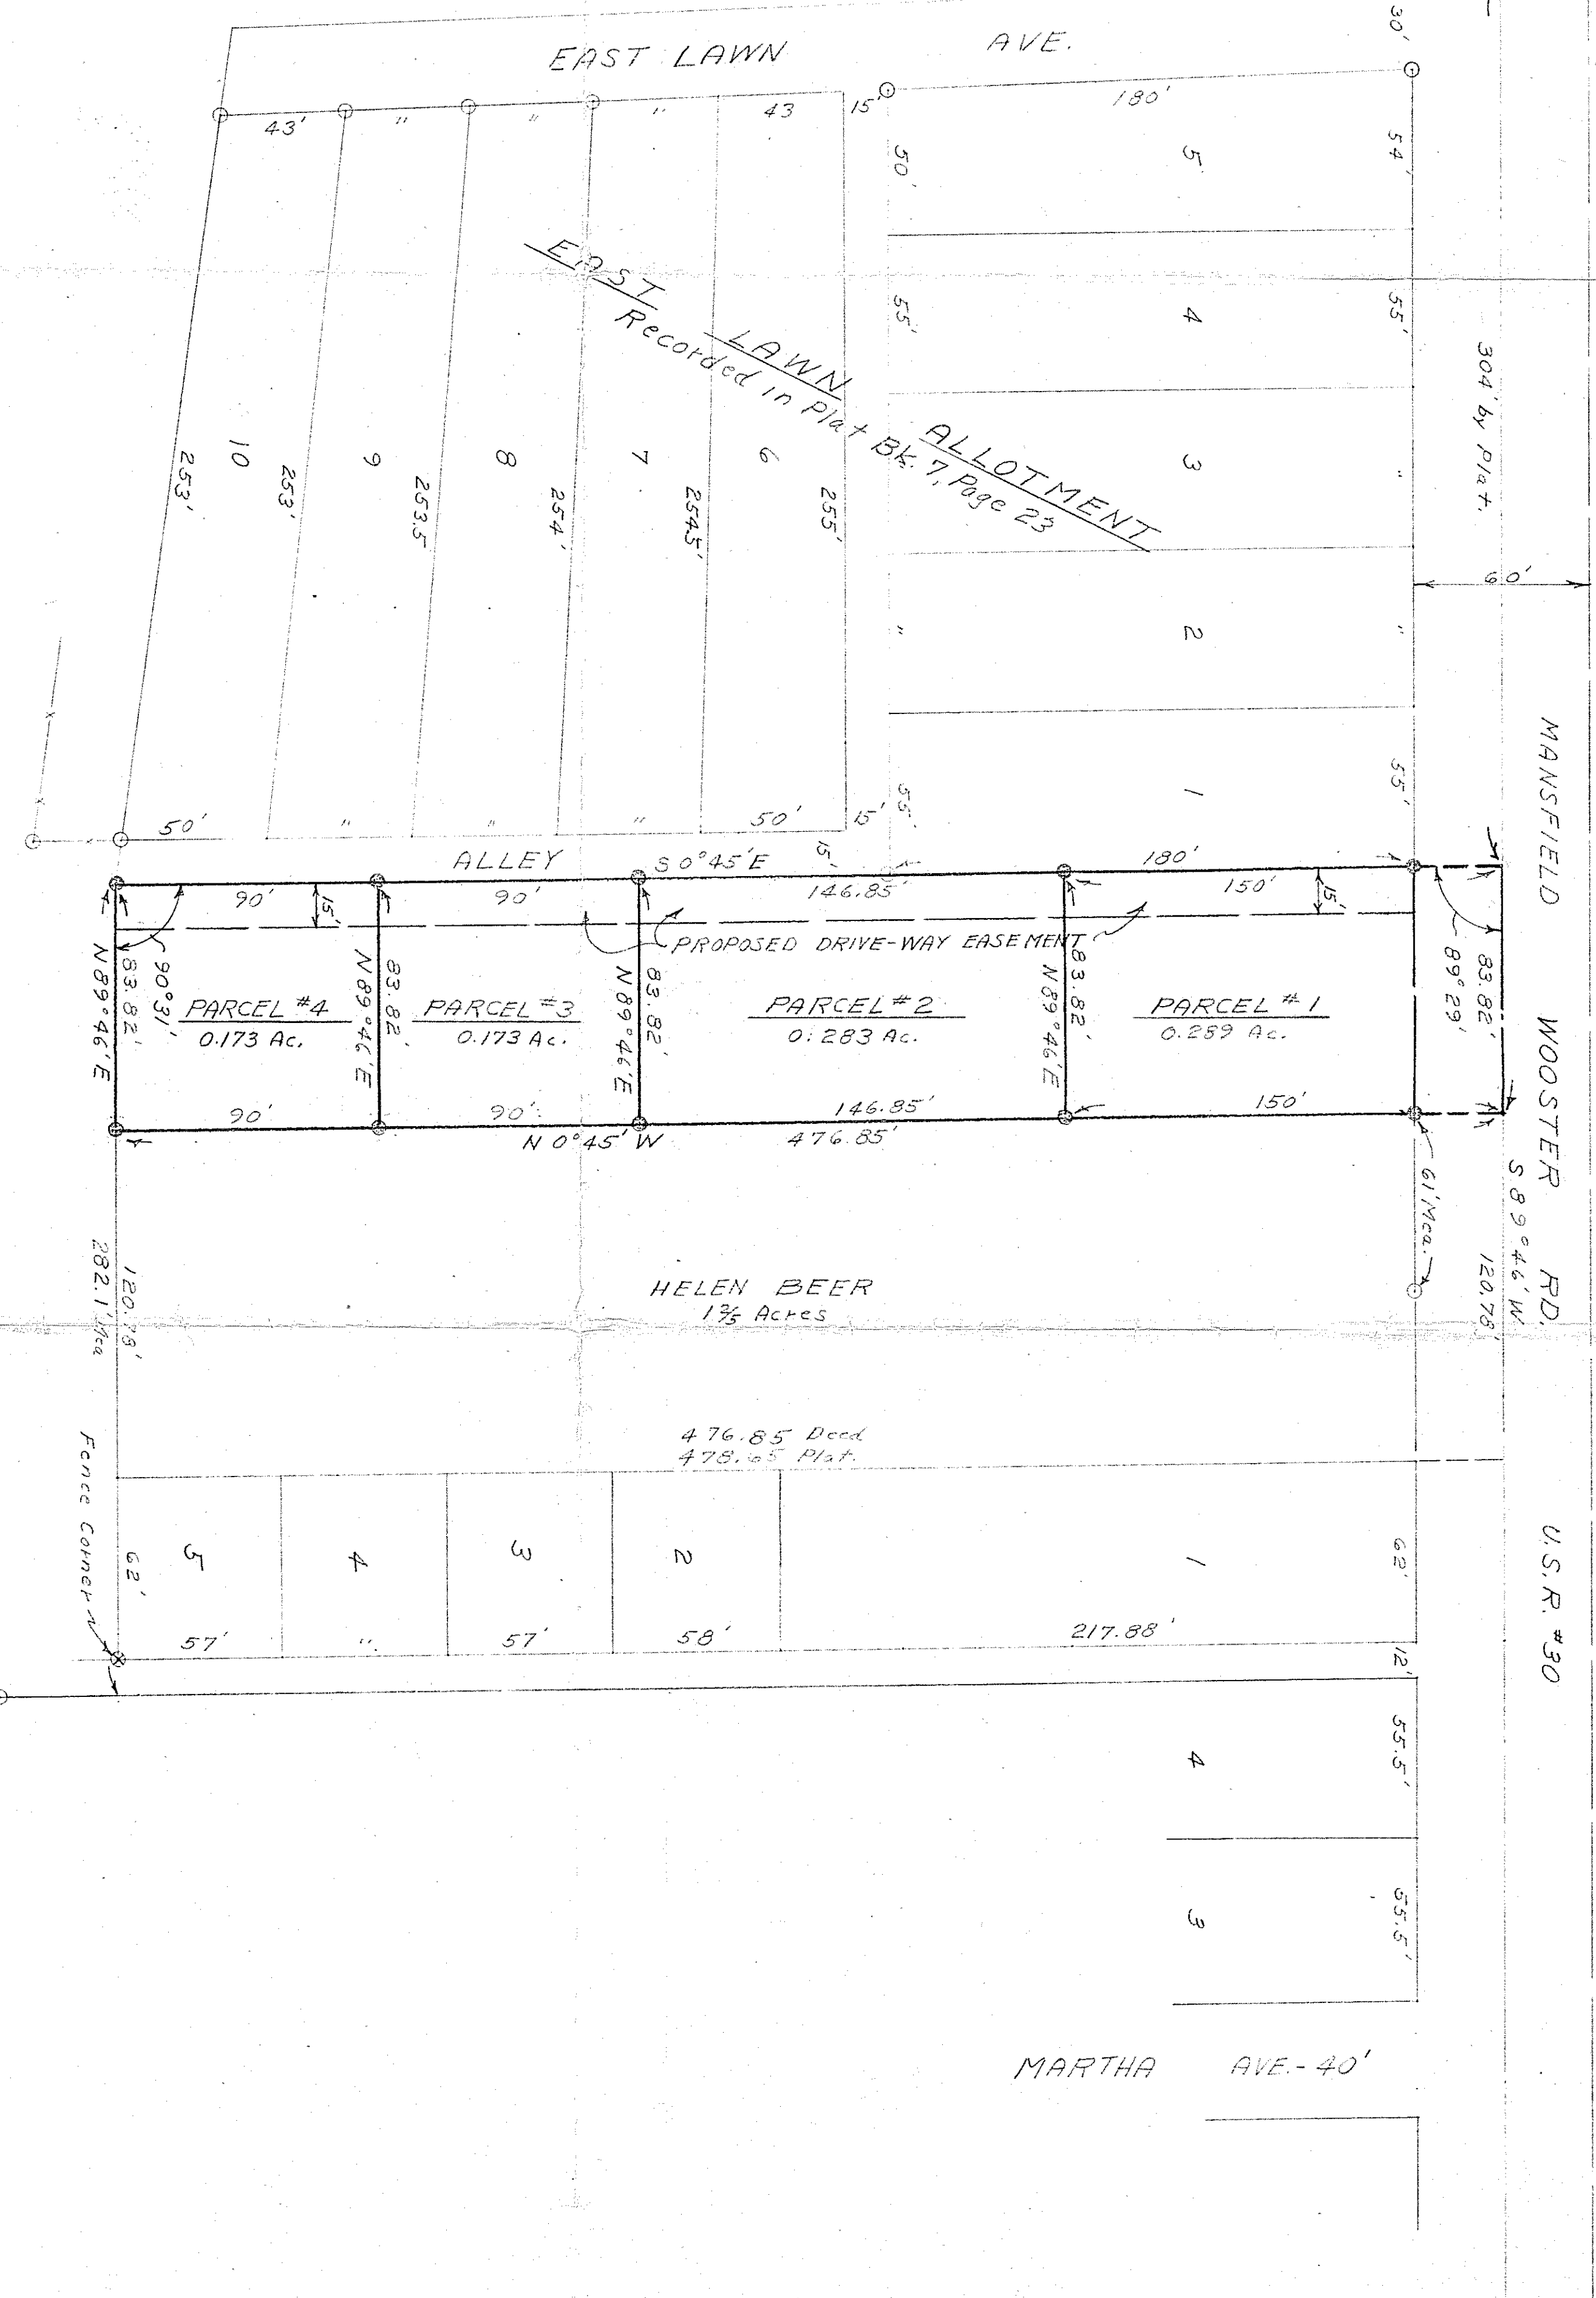 EAST LAWN AVE.
30'
43' " " " 43 15' 180'
50' 5 54'
55' 4 55'
304' by Plat.
EAST LAWN ALLOTMENT
Recorded in Plat Bk. 7, Page 23
3 "
253' 10 253' 9 253.5' 8 254' 7 254.5' 6 255'
60'
" 2 "
55' 1 55'
50' " " " 50' 15'
MANSFIELD WOOSTER RD. U.S.R. #30
ALLEY S 0°45' E 15' 180'
90' 15' 90' 146.85' 150' 15'
PROPOSED DRIVE-WAY EASEMENT
N 89°46' E
83.82'
90°31'
N 89°46' E
83.82'
N 89°46' E
83.82'
N 89°46' E
83.82'
89°29'
83.82'
PARCEL #4
0.173 Ac.
PARCEL #3
0.173 Ac.
PARCEL #2
0.283 Ac.
PARCEL #1
0.289 Ac.
90' 90' 146.85' 150'
N 0°45' W 476.85'
61' Mea.
S 89°46' W
120.78'
120.78'
282.1' Mea
HELEN BEER
1 3/5 Acres
476.85 Deed
478.65 Plat.
Fence Corner
62' 5 4 3 2 1 62'
57' " 57' 58' 217.88'
12'
4 55.5'
3 55.5'
MARTHA AVE.- 40'